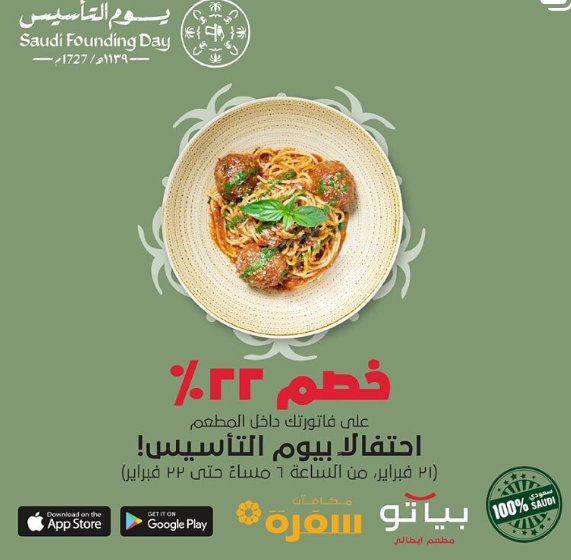 يـوم التأسيس
Saudi Founding Day
١١٣٩هـ/ 1727م
خصم ٢٢٪
على فاتورتك داخل المطعم
احتفالا بيوم التأسيس!
(٢١ فبراير، من الساعة ٦ مساءً حتى ٢٢ فبراير)
Download on the
App Store
GET IT ON
Google Play
مكافآت
سفرة
بياتو
مطعم ايطالي
سعودي
100% SAUDI